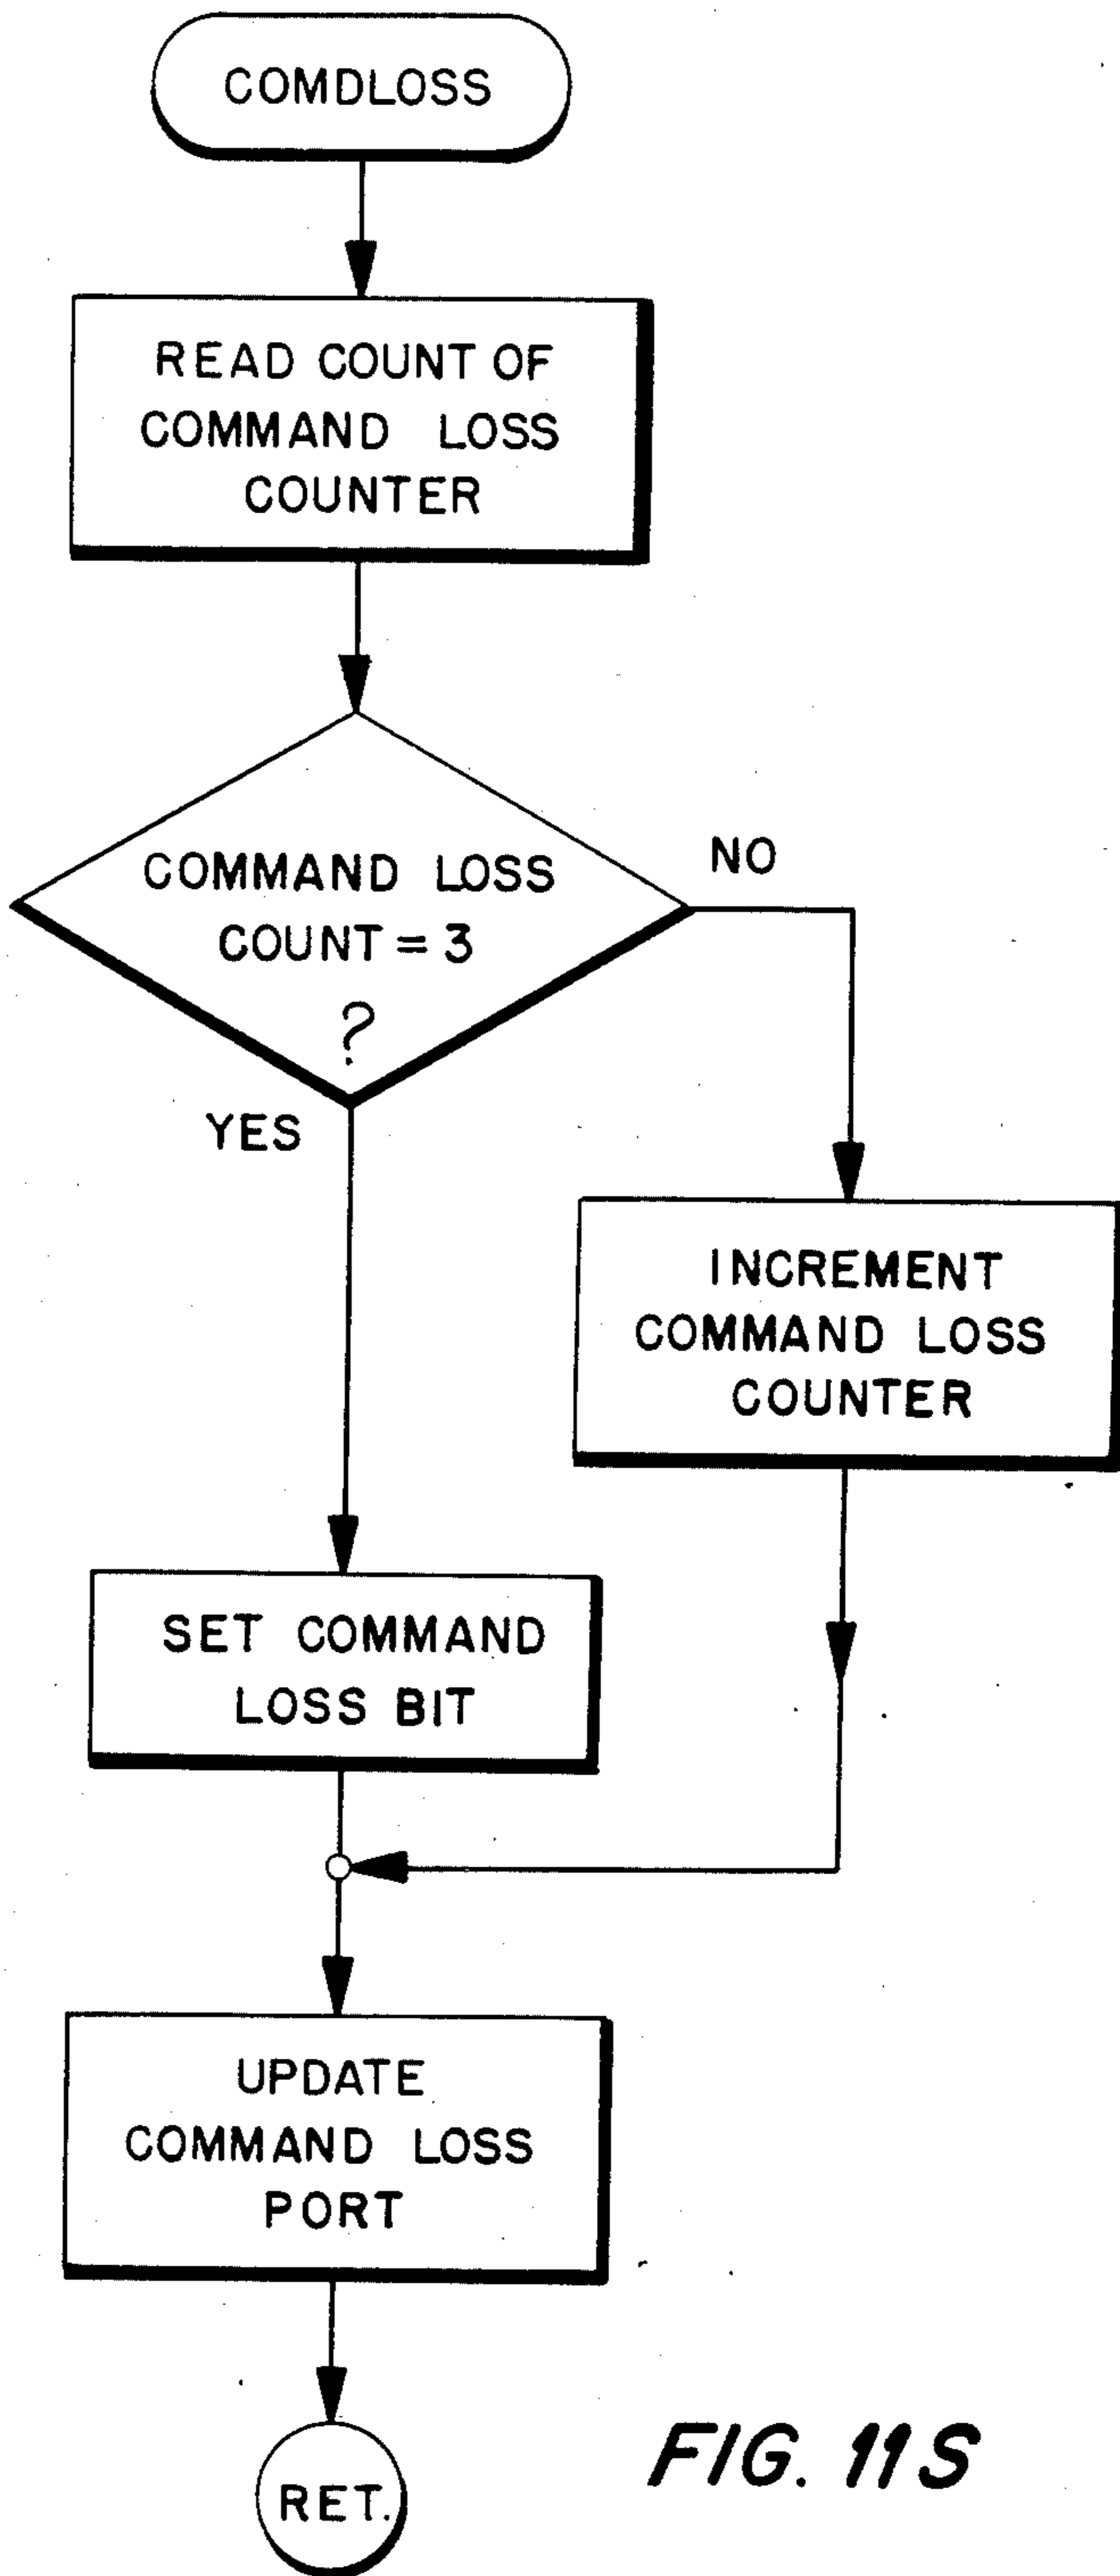 COMDLOSS
READ COUNT OF
COMMAND LOSS
COUNTER
COMMAND LOSS
COUNT = 3
?
NO
YES
INCREMENT
COMMAND LOSS
COUNTER
SET COMMAND
LOSS BIT
UPDATE
COMMAND LOSS
PORT
RET.
FIG. 11S